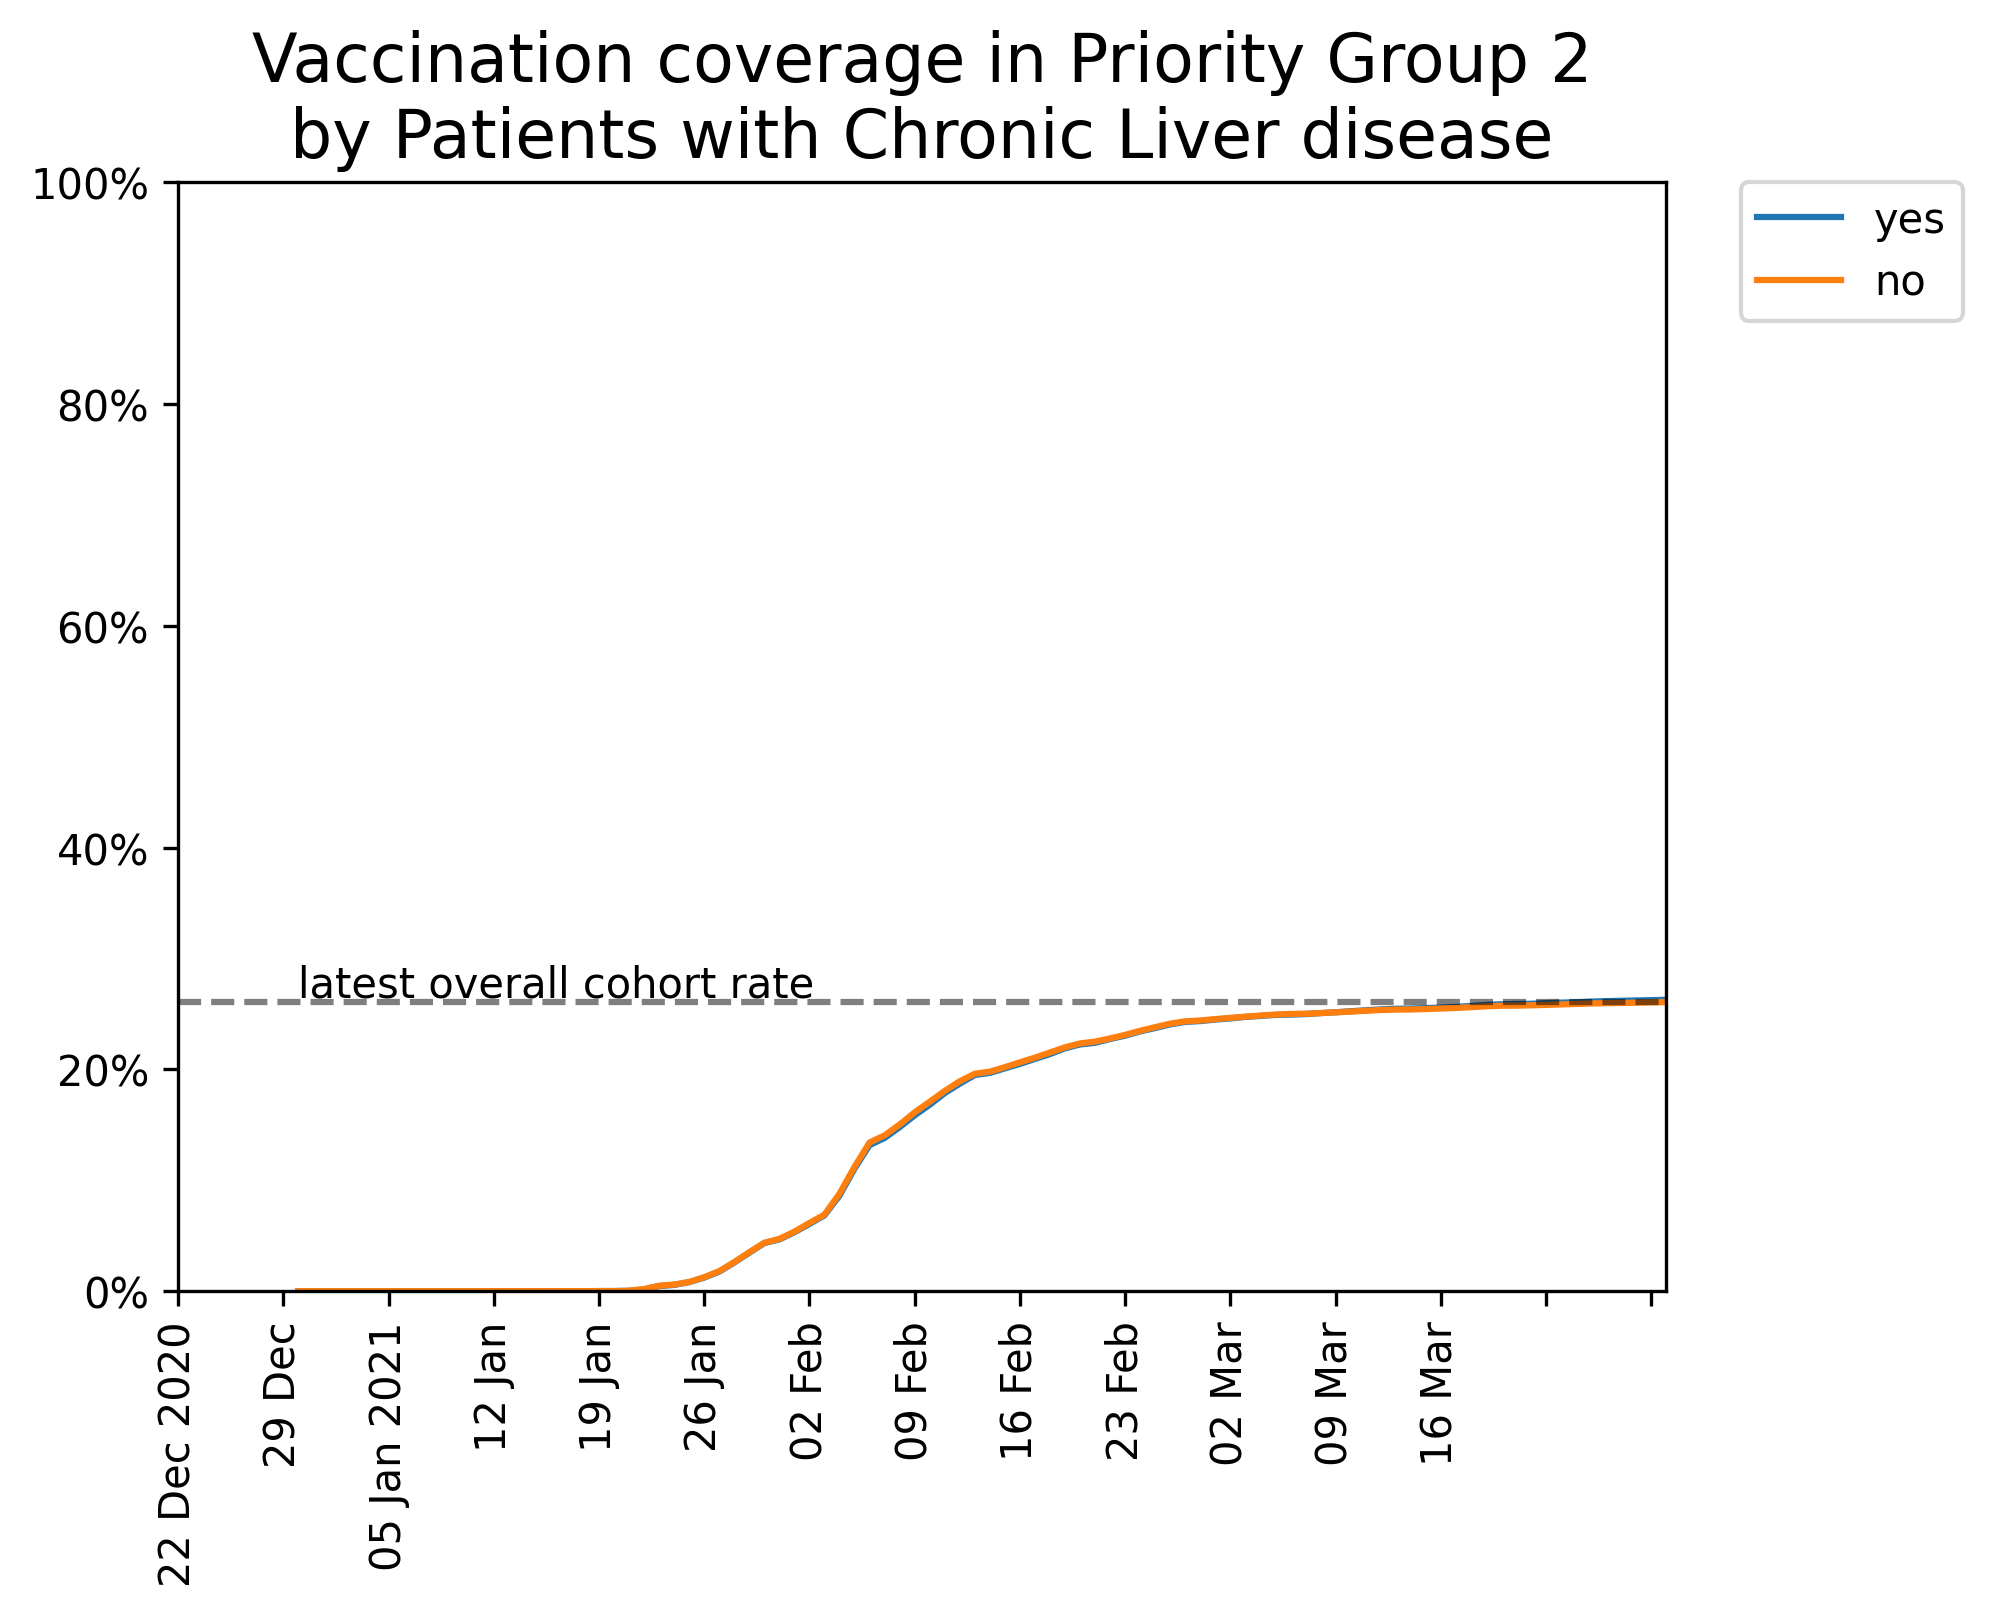 Vaccination coverage in Priority Group 2
by Patients with Chronic Liver disease
100%
80%
60%
40%
20%
0%
latest overall cohort rate
yes
no
22 Dec 2020
29 Dec
05 Jan 2021
12 Jan
19 Jan
26 Jan
02 Feb
09 Feb
16 Feb
23 Feb
02 Mar
09 Mar
16 Mar